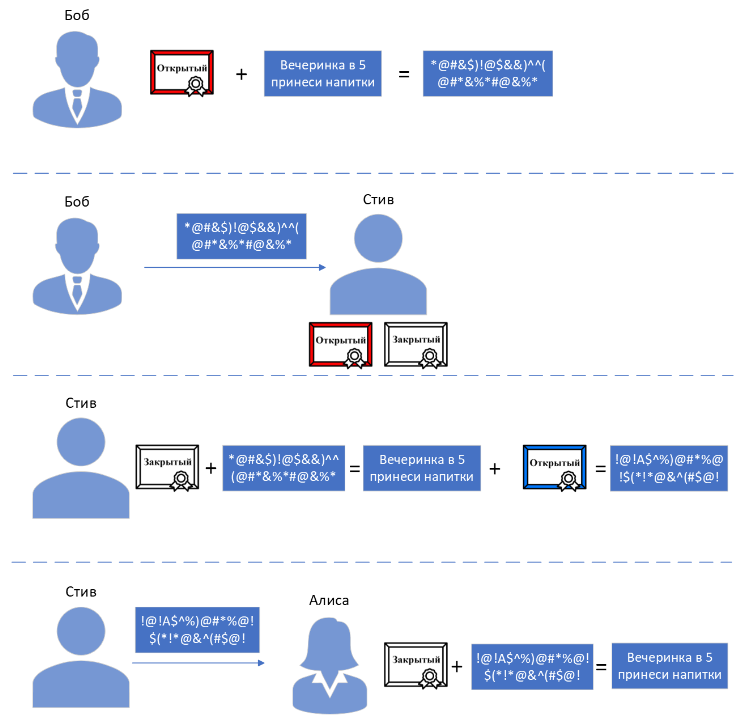 Боб
Открытый
+
Вечеринка в 5
принеси напитки
=
*@#&$)!@$&&)^^(
@#*&%*#@&%*
Боб
*@#&$)!@$&&)^^(
@#*&%*#@&%*
Стив
Открытый
Закрытый
Стив
Закрытый
+
*@#&$)!@$&&)^^
(@#*&%*#@&%*
=
Вечеринка в 5
принеси напитки
+
Открытый
=
!@!A$^%)@#*%@
!$(*!*@&^(#$@!
Стив
!@!A$^%)@#*%@!
$(*!*@&^(#$@!
Алиса
Закрытый
+
!@!A$^%)@#*%@!
$(*!*@&^(#$@!
=
Вечеринка в 5
принеси напитки